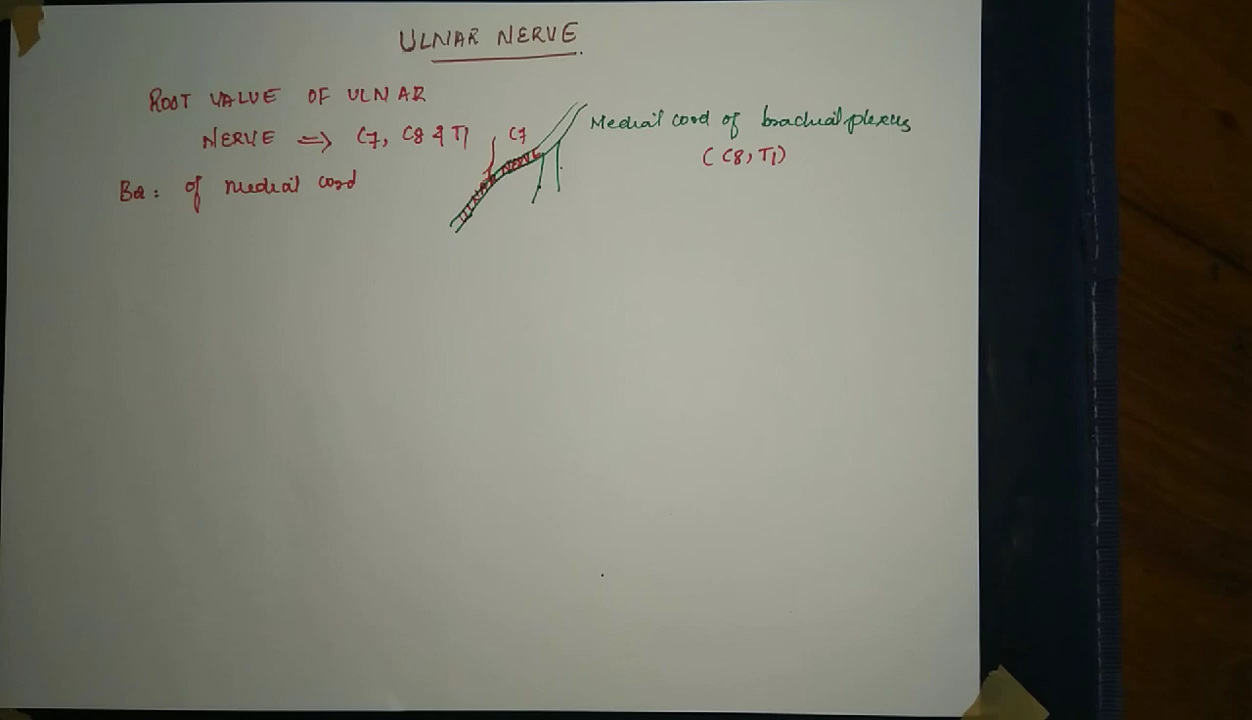 ULNAR NERVE
ROOT VALUE OF ULNAR
NERVE ⇒ C7, C8 & T1
C7
Medial cord of brachial plexus
(C8, T1)
Ba: of medial cord